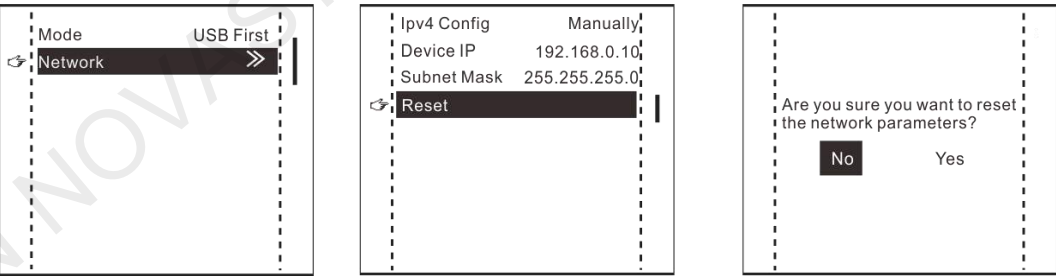 Mode USB First
Network
Ipv4 Config Manually
Device IP 192.168.0.10
Subnet Mask 255.255.255.0
Reset
Are you sure you want to reset
the network parameters?
No Yes